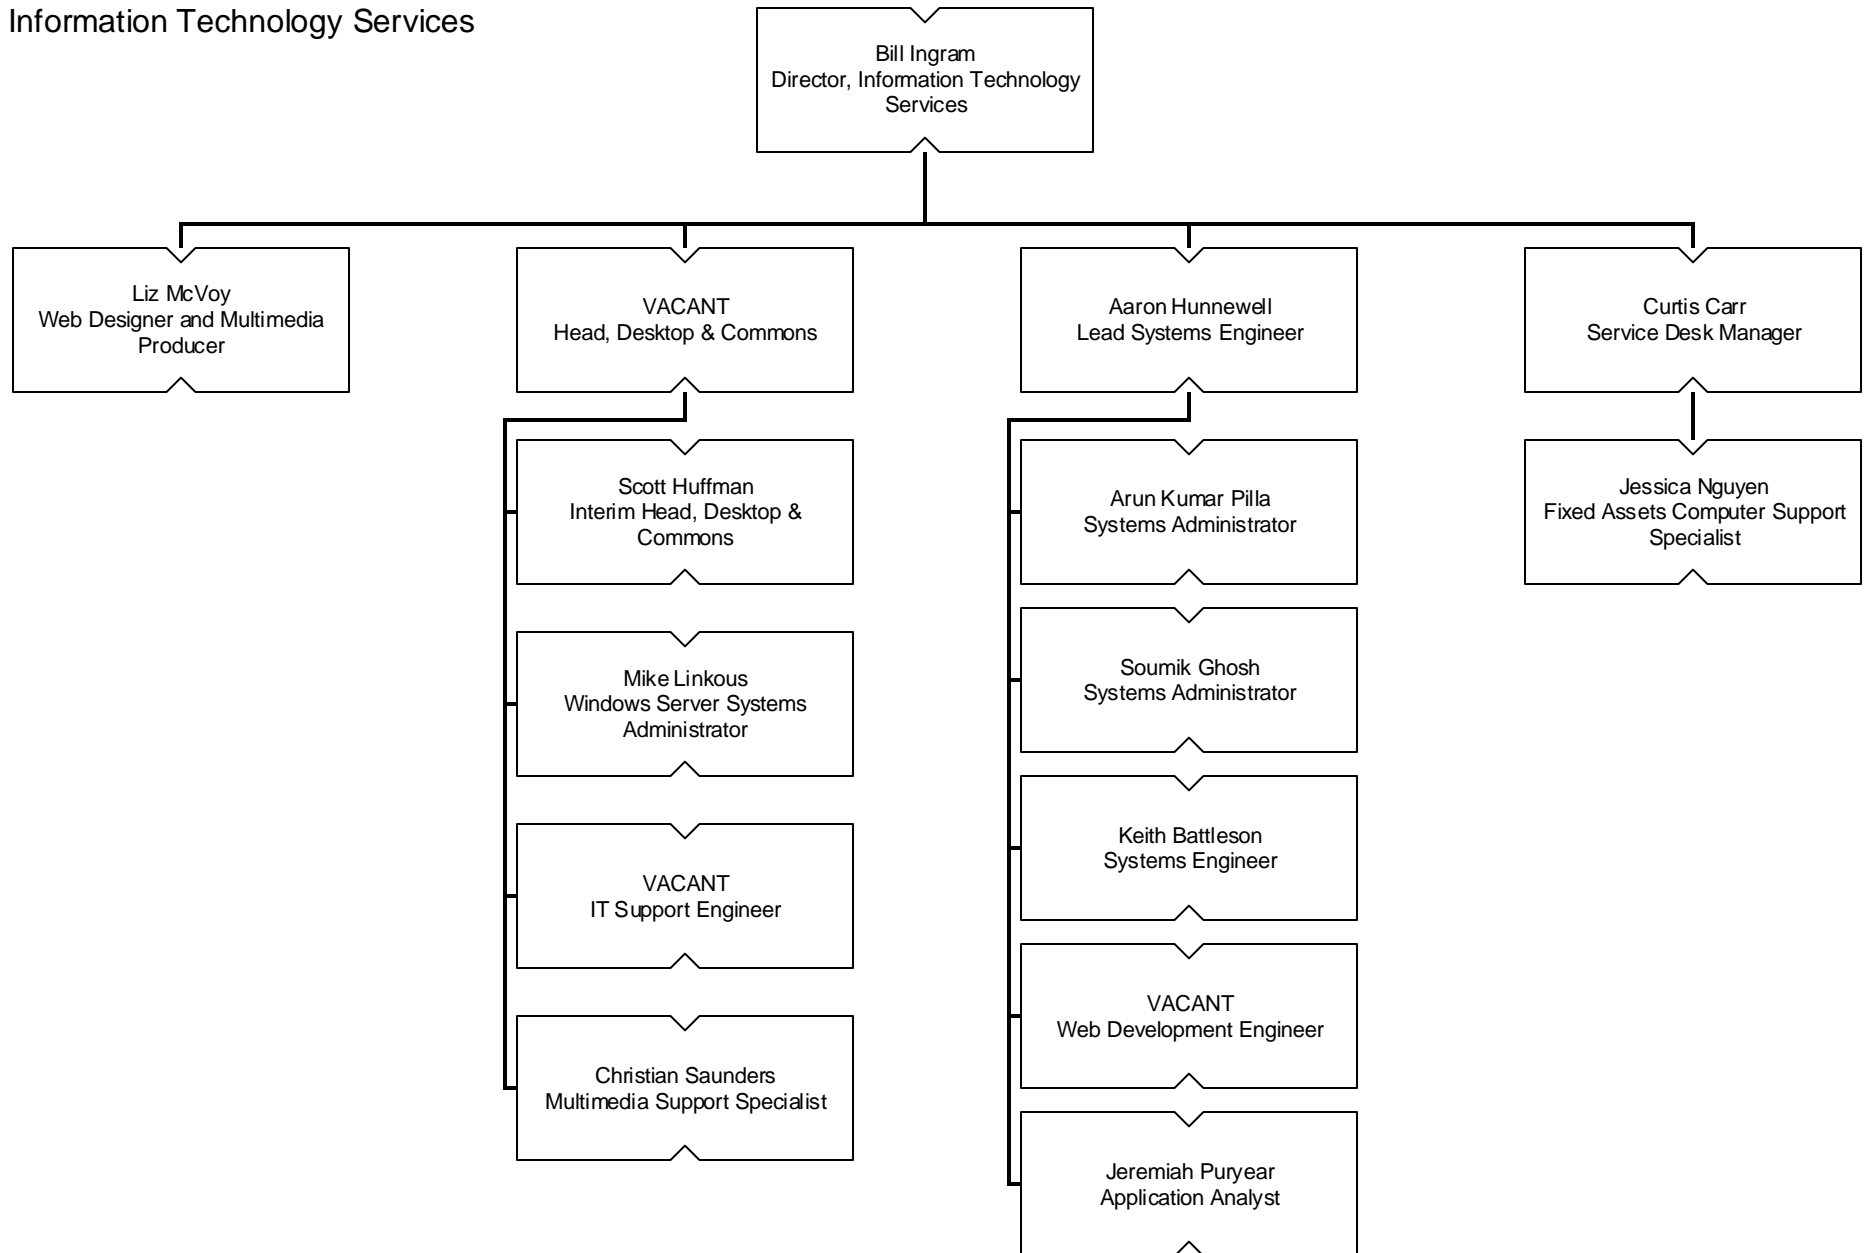 Information Technology Services
Bill Ingram
Director, Information Technology
Services
Liz McVoy
Web Designer and Multimedia
Producer
VACANT
Head, Desktop & Commons
Aaron Hunnewell
Lead Systems Engineer
Curtis Carr
Service Desk Manager
Scott Huffman
Interim Head, Desktop &
Commons
Mike Linkous
Windows Server Systems
Administrator
VACANT
IT Support Engineer
Christian Saunders
Multimedia Support Specialist
Arun Kumar Pilla
Systems Administrator
Soumik Ghosh
Systems Administrator
Keith Battleson
Systems Engineer
VACANT
Web Development Engineer
Jeremiah Puryear
Application Analyst
Jessica Nguyen
Fixed Assets Computer Support
Specialist